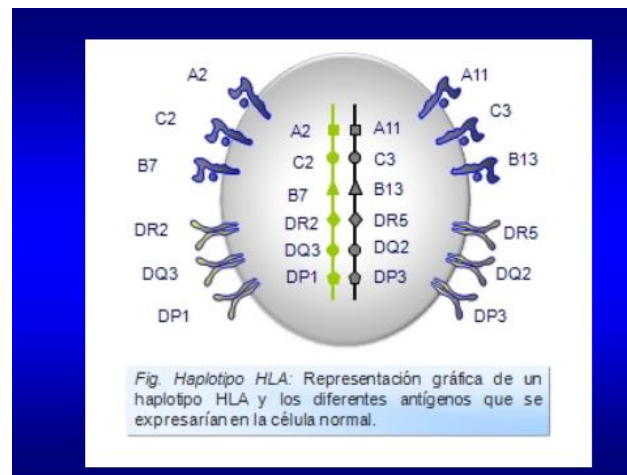 A2
A11
C2
C3
B7
B13
A2
A11
C2
C3
B7
B13
DR2
DR5
DQ3
DQ2
DP1
DP3
DR2
DR5
DQ3
DQ2
DP1
DP3
Fig. Haplotipo HLA: Representación gráfica de un
haplotipo HLA y los diferentes antígenos que se
expresarían en la célula normal.